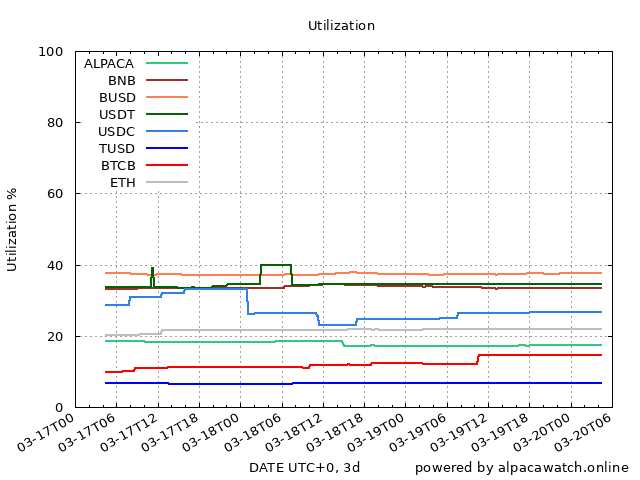 Utilization
100
80
60
40
20
0
Utilization %
ALPACA
BNB
BUSD
USDT
USDC
TUSD
BTCB
ETH
03-17T00
03-17T06
03-17T12
03-17T18
03-18T00
03-18T06
03-18T12
03-18T18
03-19T00
03-19T06
03-19T12
03-19T18
03-20T00
03-20T06
DATE UTC+0, 3d
powered by alpacawatch.online